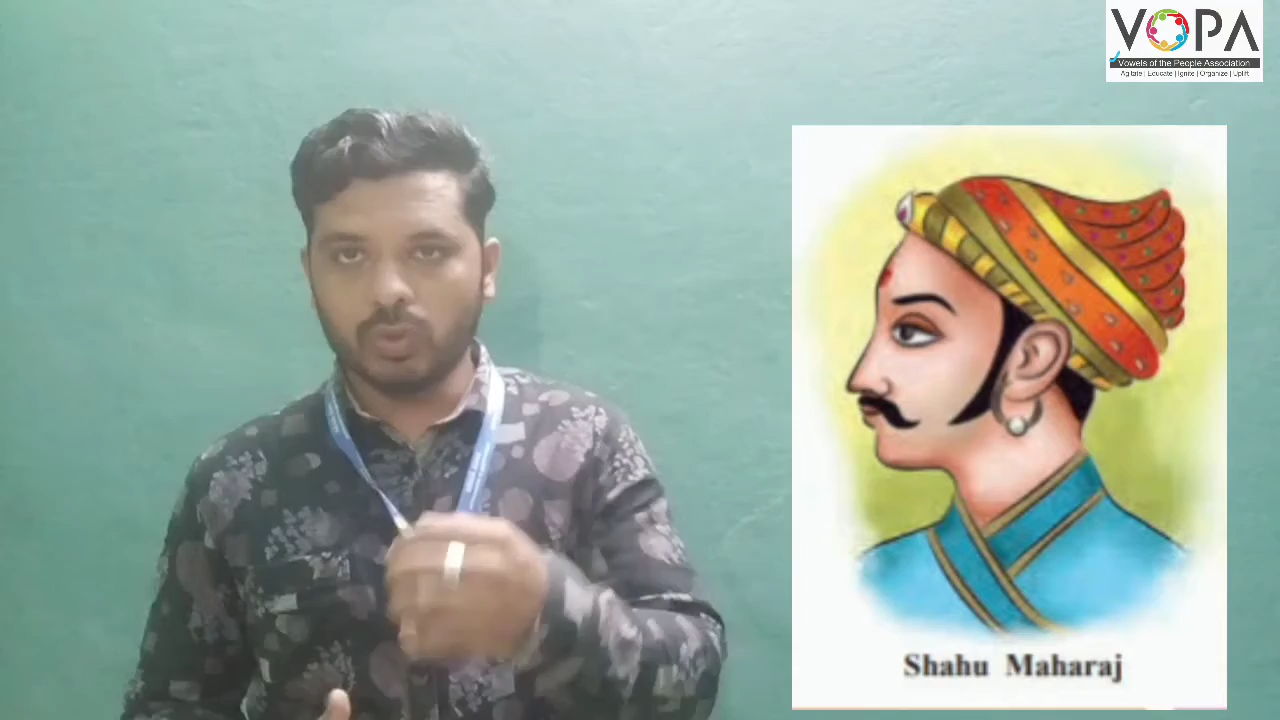 VOPA
Vowels of the People Association
Agitate | Educate | Ignite | Organize | Uplift
Shahu Maharaj